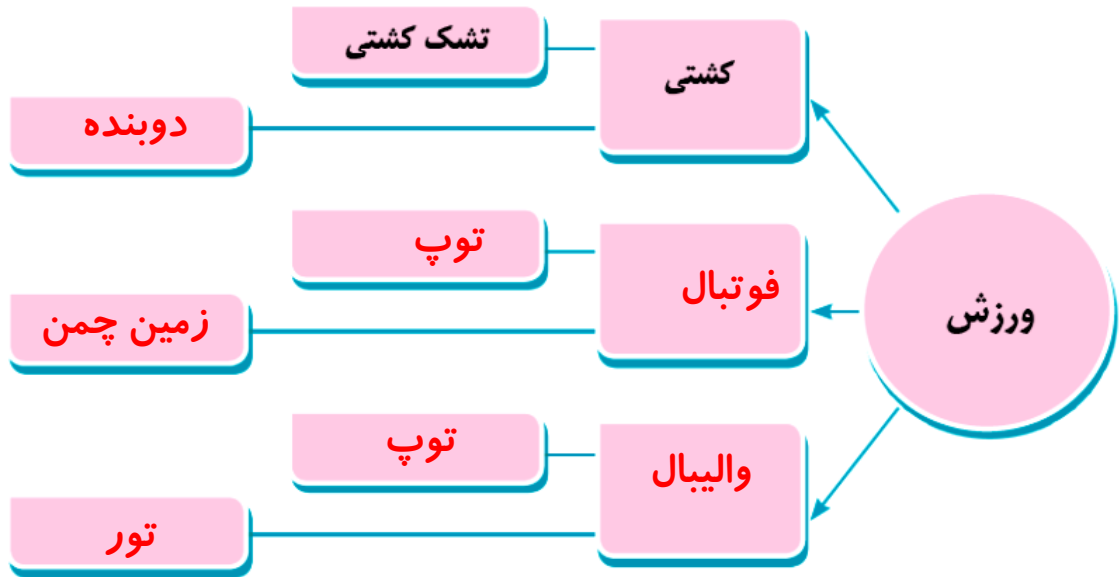 ورزش
کشتی
تشک کشتی
دوبنده
فوتبال
توپ
زمین چمن
والیبال
توپ
تور